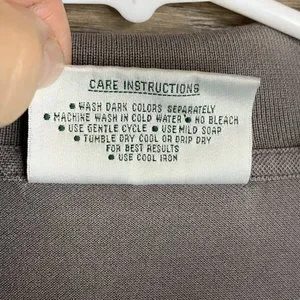 CARE INSTRUCTIONS
• WASH DARK COLORS SEPARATELY
• MACHINE WASH IN COLD WATER • NO BLEACH
• USE GENTLE CYCLE • USE MILD SOAP
• TUMBLE DRY COOL OR DRIP DRY
FOR BEST RESULTS
• USE COOL IRON